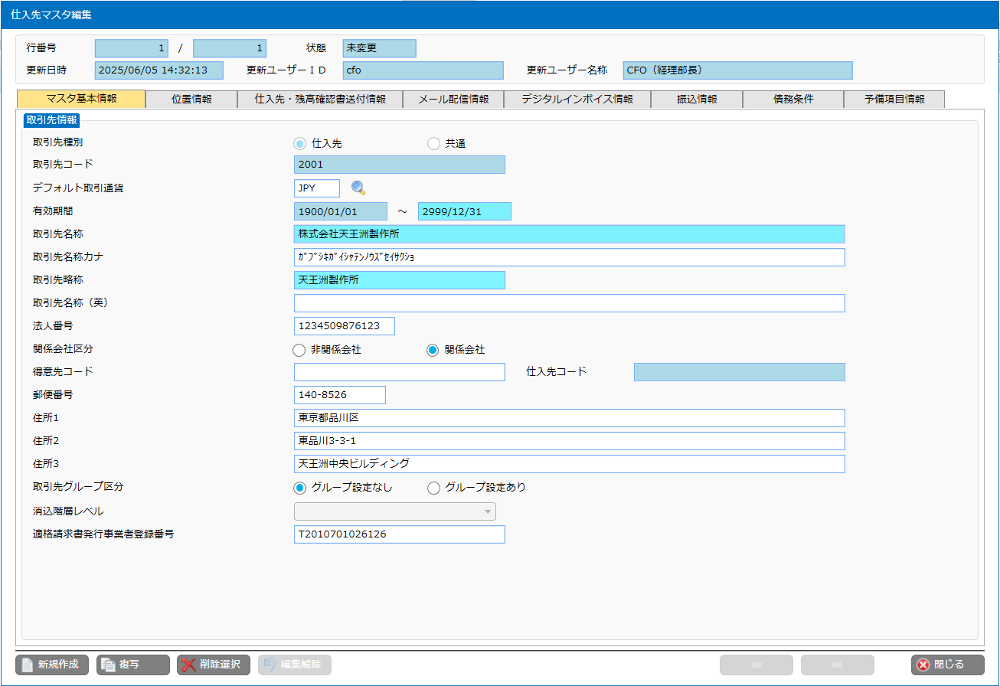 仕入先マスタ編集
行番号 1 / 1 状態 未変更
更新日時 2025/06/05 14:32:13 更新ユーザーＩＤ cfo 更新ユーザー名称 CFO（経理部長）
マスタ基本情報 位置情報 仕入先・残高確認書送付情報 メール配信情報 デジタルインボイス情報 振込情報 債務条件 予備項目情報
取引先情報
取引先種別 仕入先 共通
取引先コード 2001
デフォルト取引通貨 JPY
有効期間 1900/01/01 ～ 2999/12/31
取引先名称 株式会社天王洲製作所
取引先名称カナ ｶﾞﾌﾞｼｷｶﾞｲｼｬﾃﾝﾉｳｽﾞｾｲｻｸｼｮ
取引先略称 天王洲製作所
取引先名称（英）
法人番号 1234509876123
関係会社区分 非関係会社 関係会社
得意先コード 仕入先コード
郵便番号 140-8526
住所1 東京都品川区
住所2 東品川3-3-1
住所3 天王洲中央ビルディング
取引先グループ区分 グループ設定なし グループ設定あり
消込階層レベル
適格請求書発行事業者登録番号 T2010701026126
新規作成 複写 削除選択 編集解除 閉じる